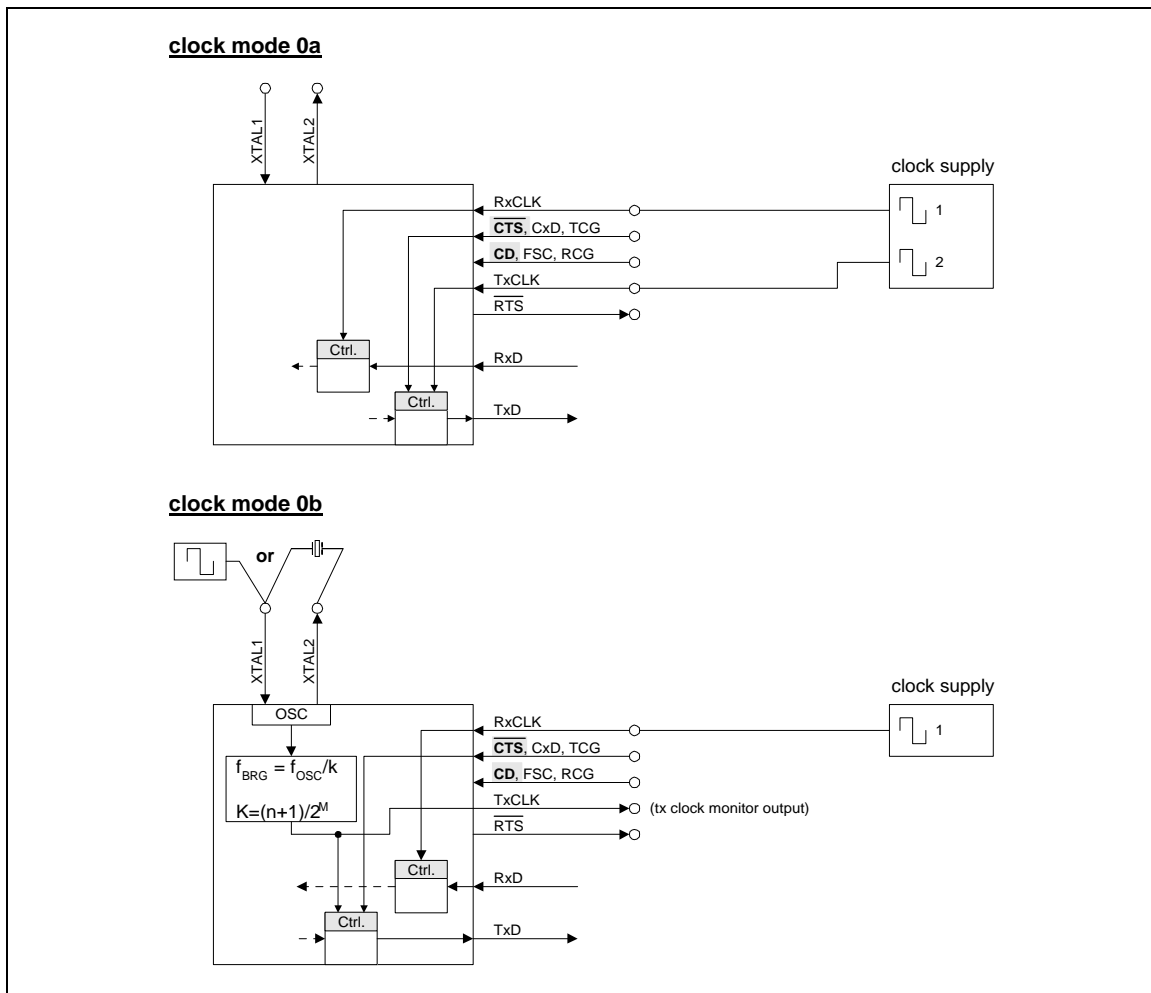 clock mode 0a
XTAL1
XTAL2
clock supply
RxCLK
1
CTS, CxD, TCG
CD, FSC, RCG
2
TxCLK
RTS
Ctrl.
RxD
Ctrl.
TxD
clock mode 0b
or
XTAL1
XTAL2
clock supply
OSC
RxCLK
1
CTS, CxD, TCG
fBRG = fOSC/k
CD, FSC, RCG
K=(n+1)/2^M
TxCLK
(tx clock monitor output)
RTS
Ctrl.
RxD
Ctrl.
TxD